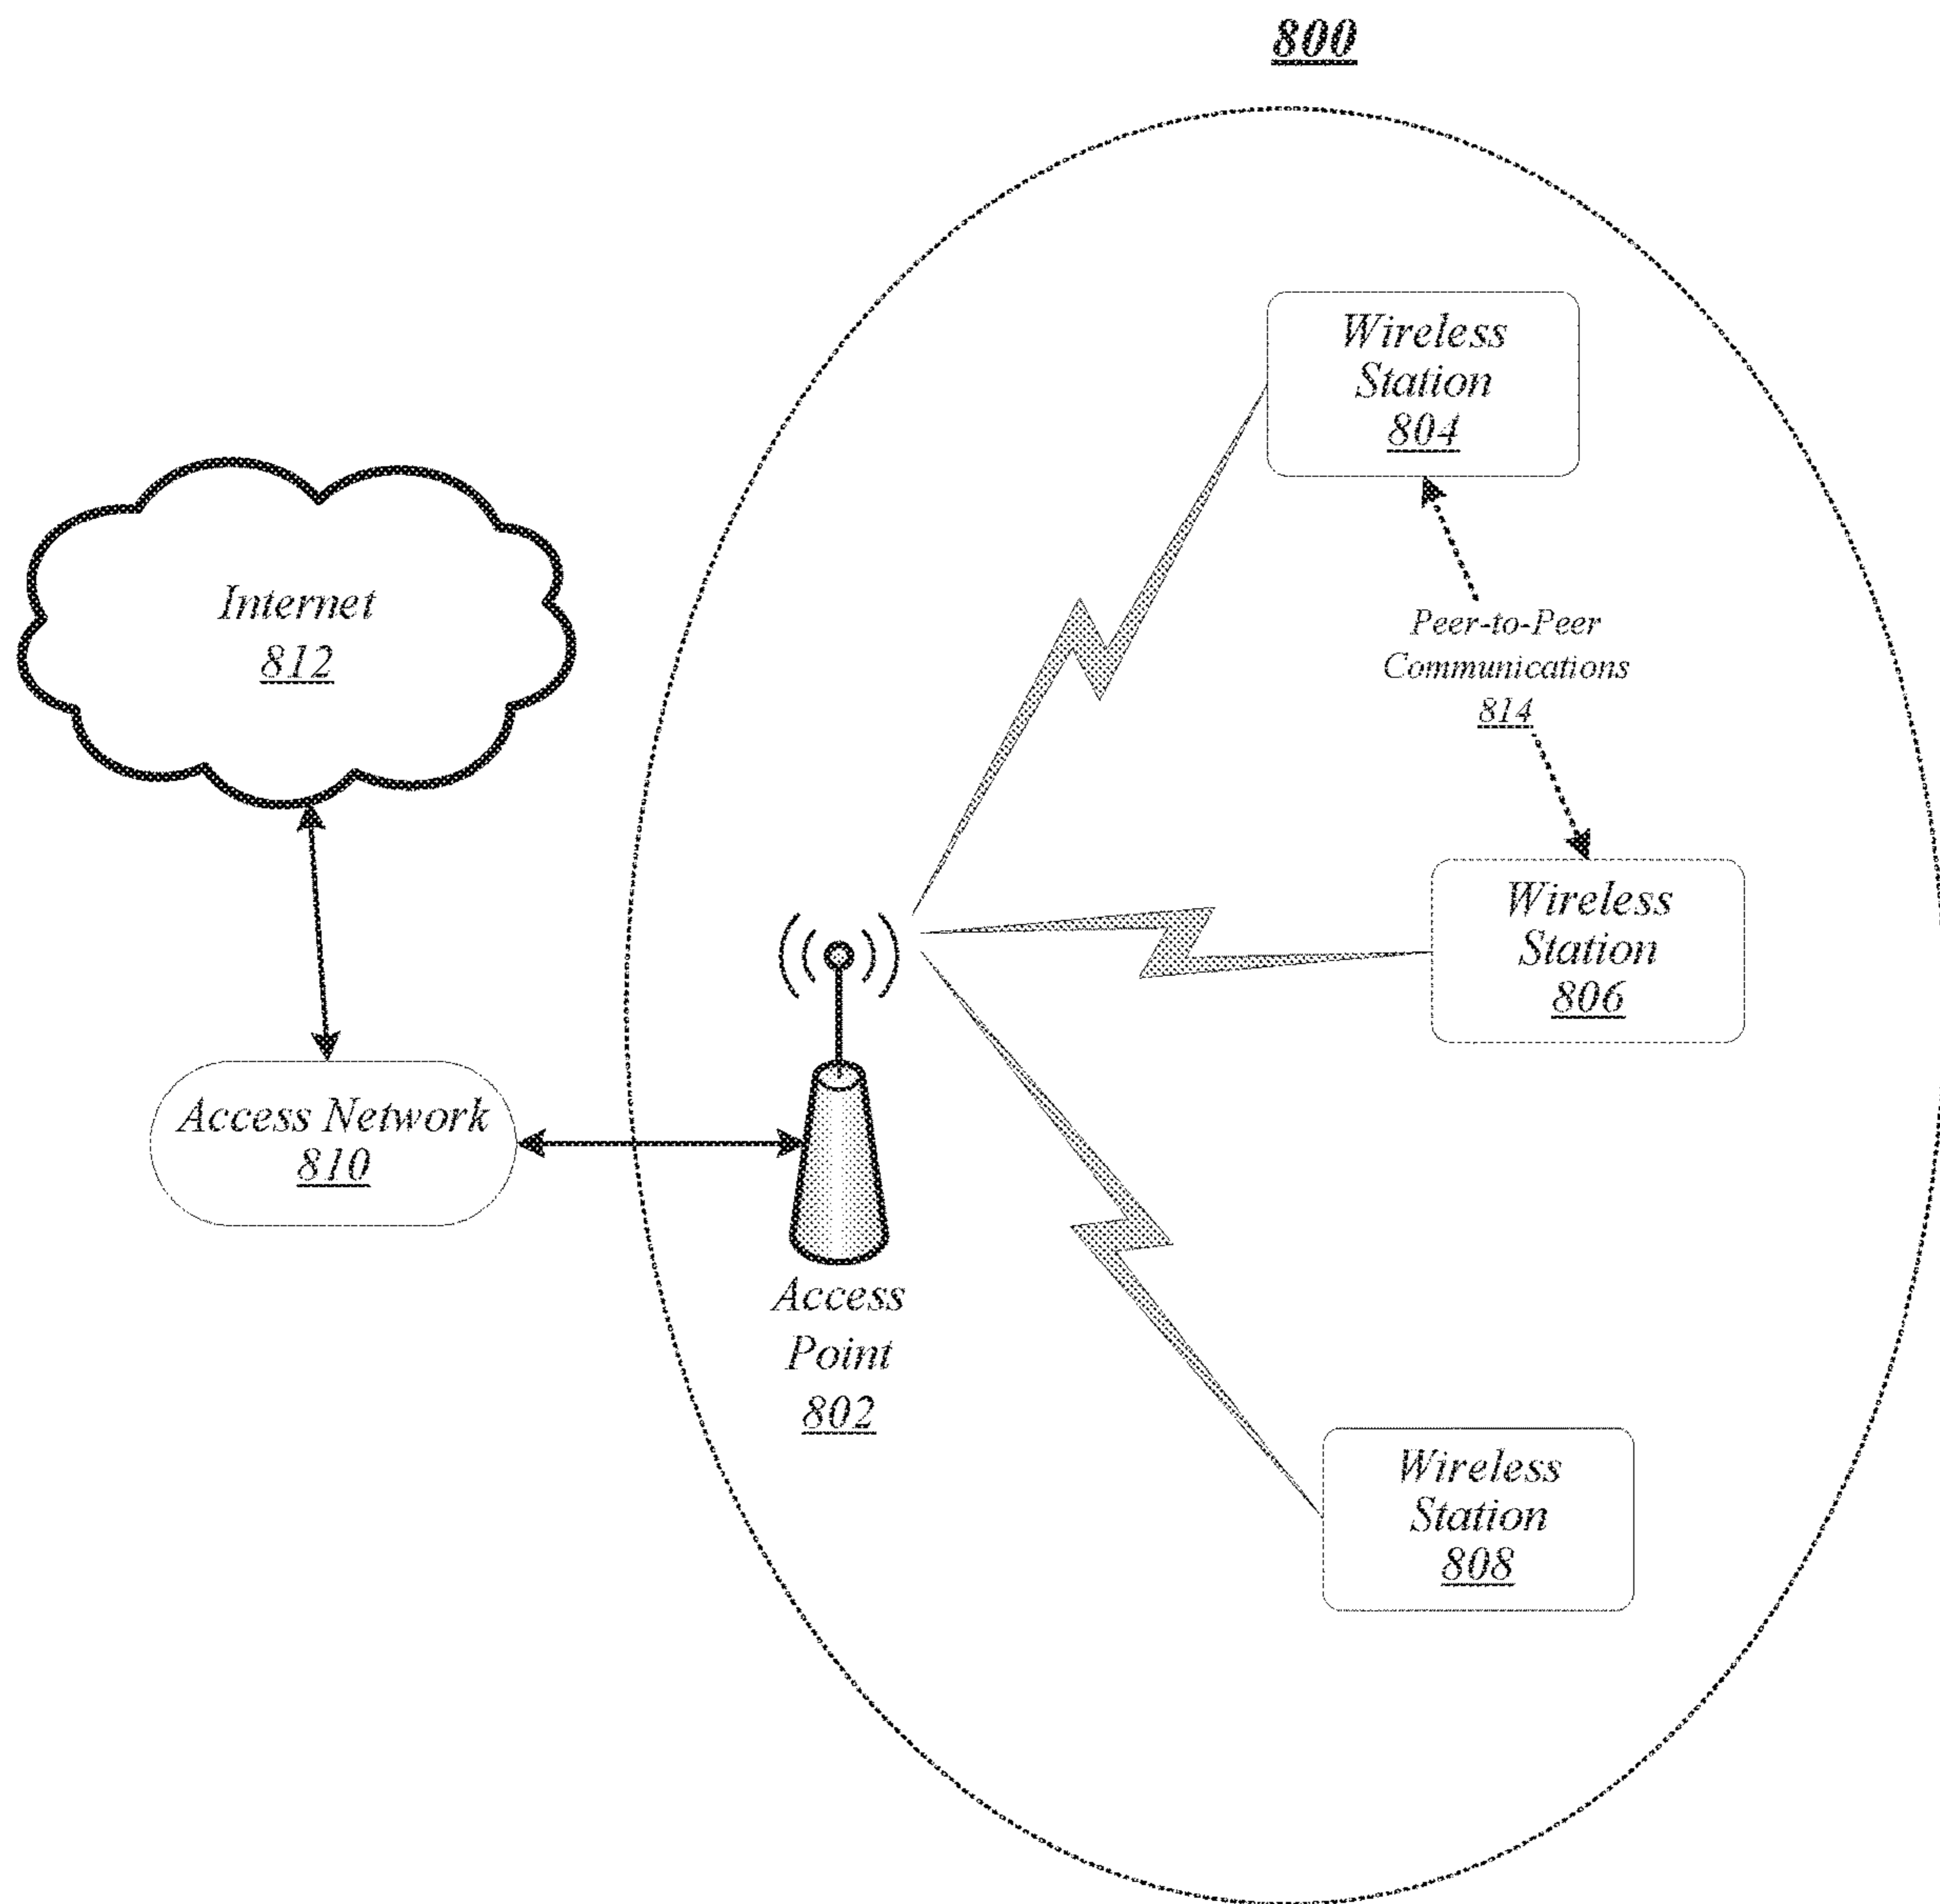 800
Wireless
Station
804
Internet
812
Peer-to-Peer
Communications
814
Wireless
Station
806
Access Network
810
Access
Point
802
Wireless
Station
808